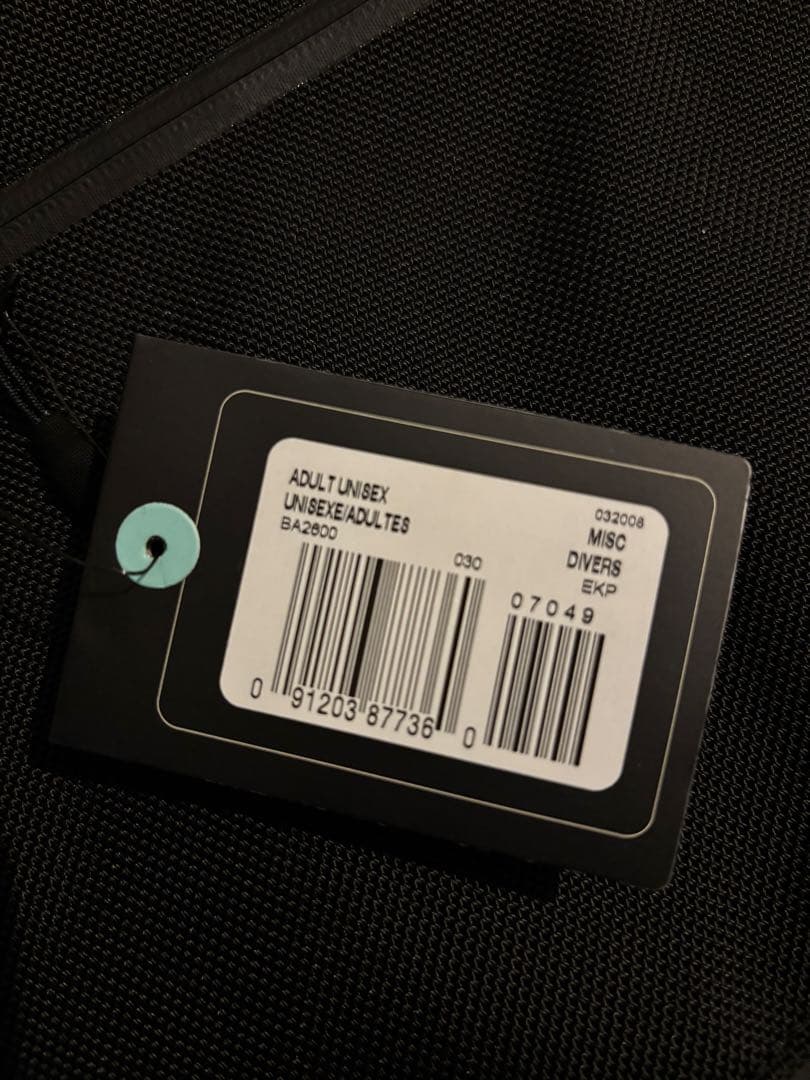 ADULT UNISEX
UNISEXE/ADULTES
BA2600
030
032008
MISC
DIVERS
EKP
07049
0 91203 87736 0